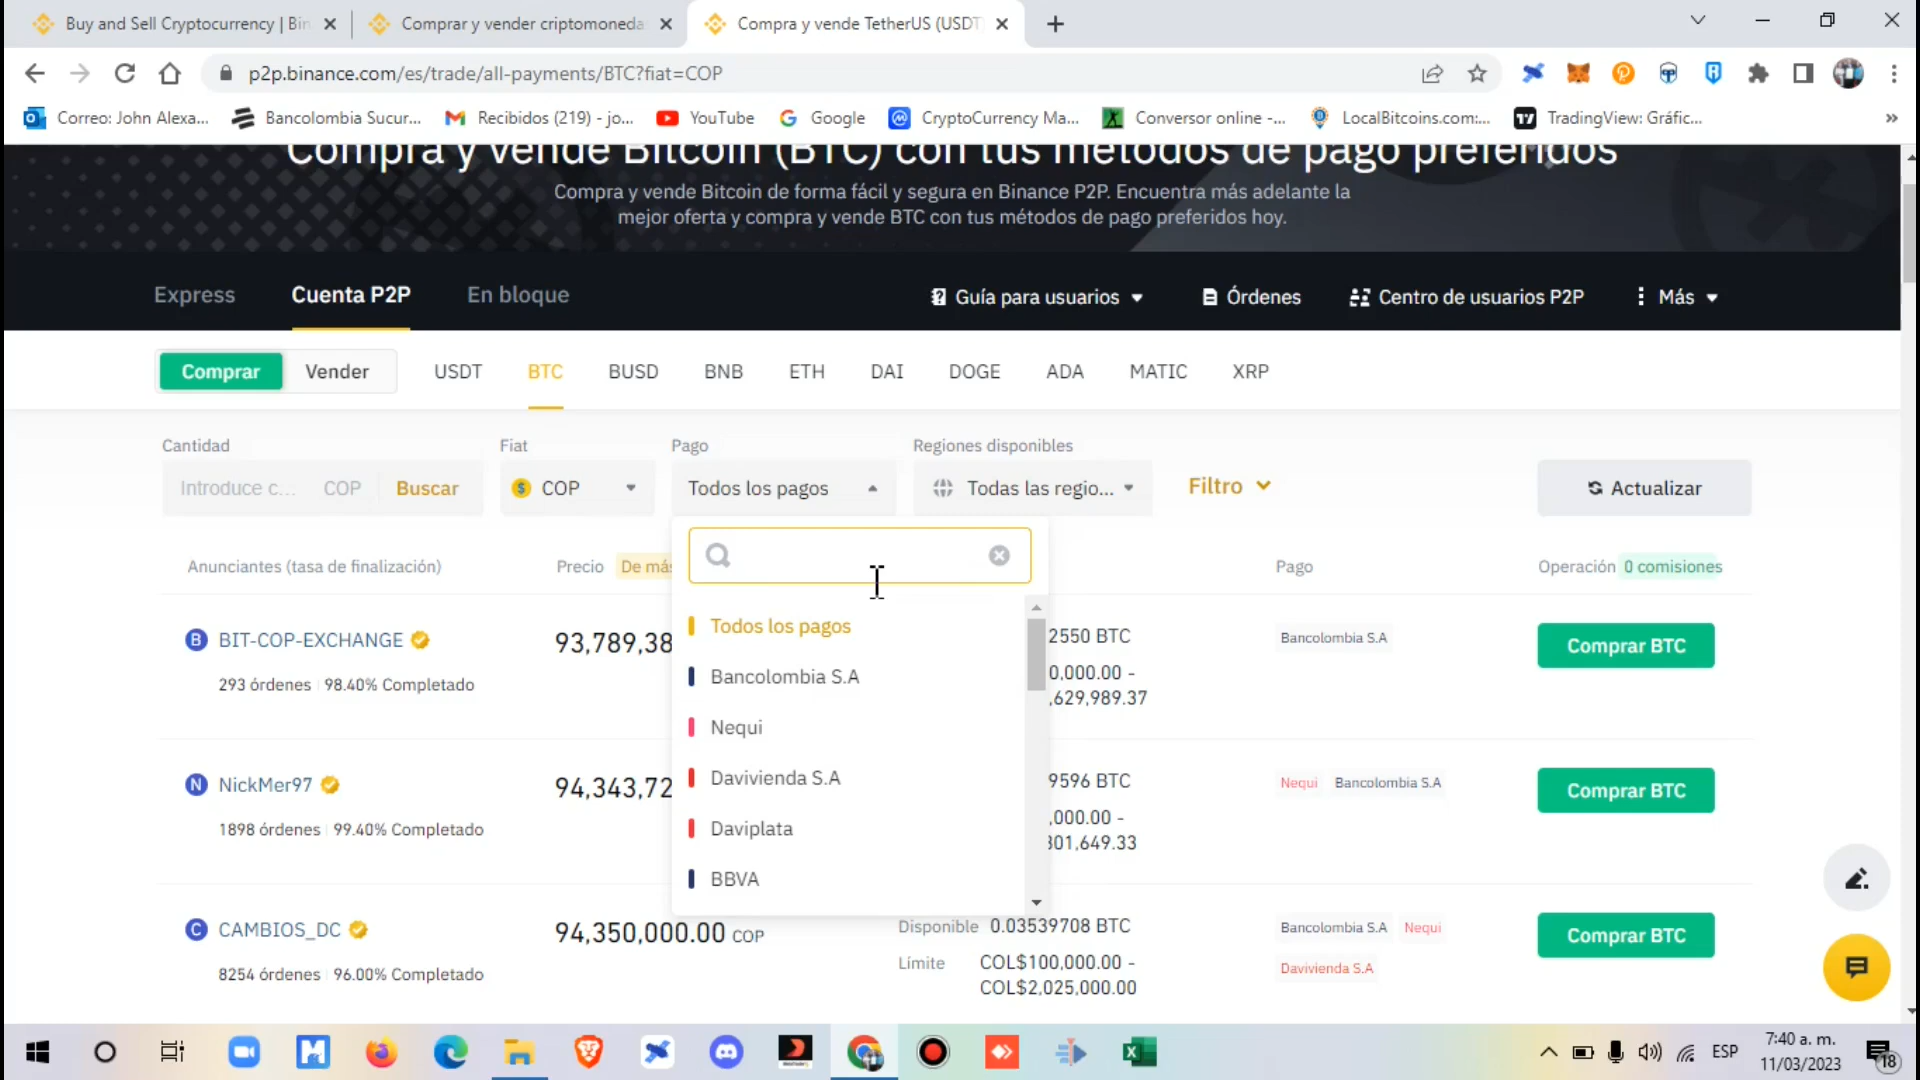 Buy and Sell Cryptocurrency | Bin
Comprar y vender criptomoneda
Compra y vende TetherUS (USDT
p2p.binance.com/es/trade/all-payments/BTC?fiat=COP
Correo: John Alexa...
Bancolombia Sucur...
Recibidos (219) - jo...
YouTube
Google
CryptoCurrency Ma...
Conversor online -...
LocalBitcoins.com:...
TradingView: Gráfic...
Compra y vende Bitcoin (BTC) con tus métodos de pago preferidos
Compra y vende Bitcoin de forma fácil y segura en Binance P2P. Encuentra más adelante la
mejor oferta y compra y vende BTC con tus métodos de pago preferidos hoy.
Express
Cuenta P2P
En bloque
Guía para usuarios
Órdenes
Centro de usuarios P2P
Más
Comprar
Vender
USDT
BTC
BUSD
BNB
ETH
DAI
DOGE
ADA
MATIC
XRP
Cantidad
Fiat
Pago
Regiones disponibles
Introduce c...
COP
Buscar
COP
Todos los pagos
Todas las regio...
Filtro
Actualizar
Anunciantes (tasa de finalización)
Precio
De más
Pago
Operación
0 comisiones
Todos los pagos
Bancolombia S.A
Nequi
Davivienda S.A
Daviplata
BBVA
B
BIT-COP-EXCHANGE
293 órdenes
98.40% Completado
93,789,38
2550 BTC
0,000.00 -
,629,989.37
Bancolombia S.A
Comprar BTC
N
NickMer97
1898 órdenes
99.40% Completado
94,343,72
9596 BTC
,000.00 -
301,649.33
Nequi
Bancolombia S.A
Comprar BTC
C
CAMBIOS_DC
8254 órdenes
96.00% Completado
94,350,000.00 COP
Disponible
0.03539708 BTC
Límite
COL$100,000.00 -
COL$2,025,000.00
Bancolombia S.A
Nequi
Davivienda S.A
Comprar BTC
ESP
7:40 a. m.
11/03/2023
18